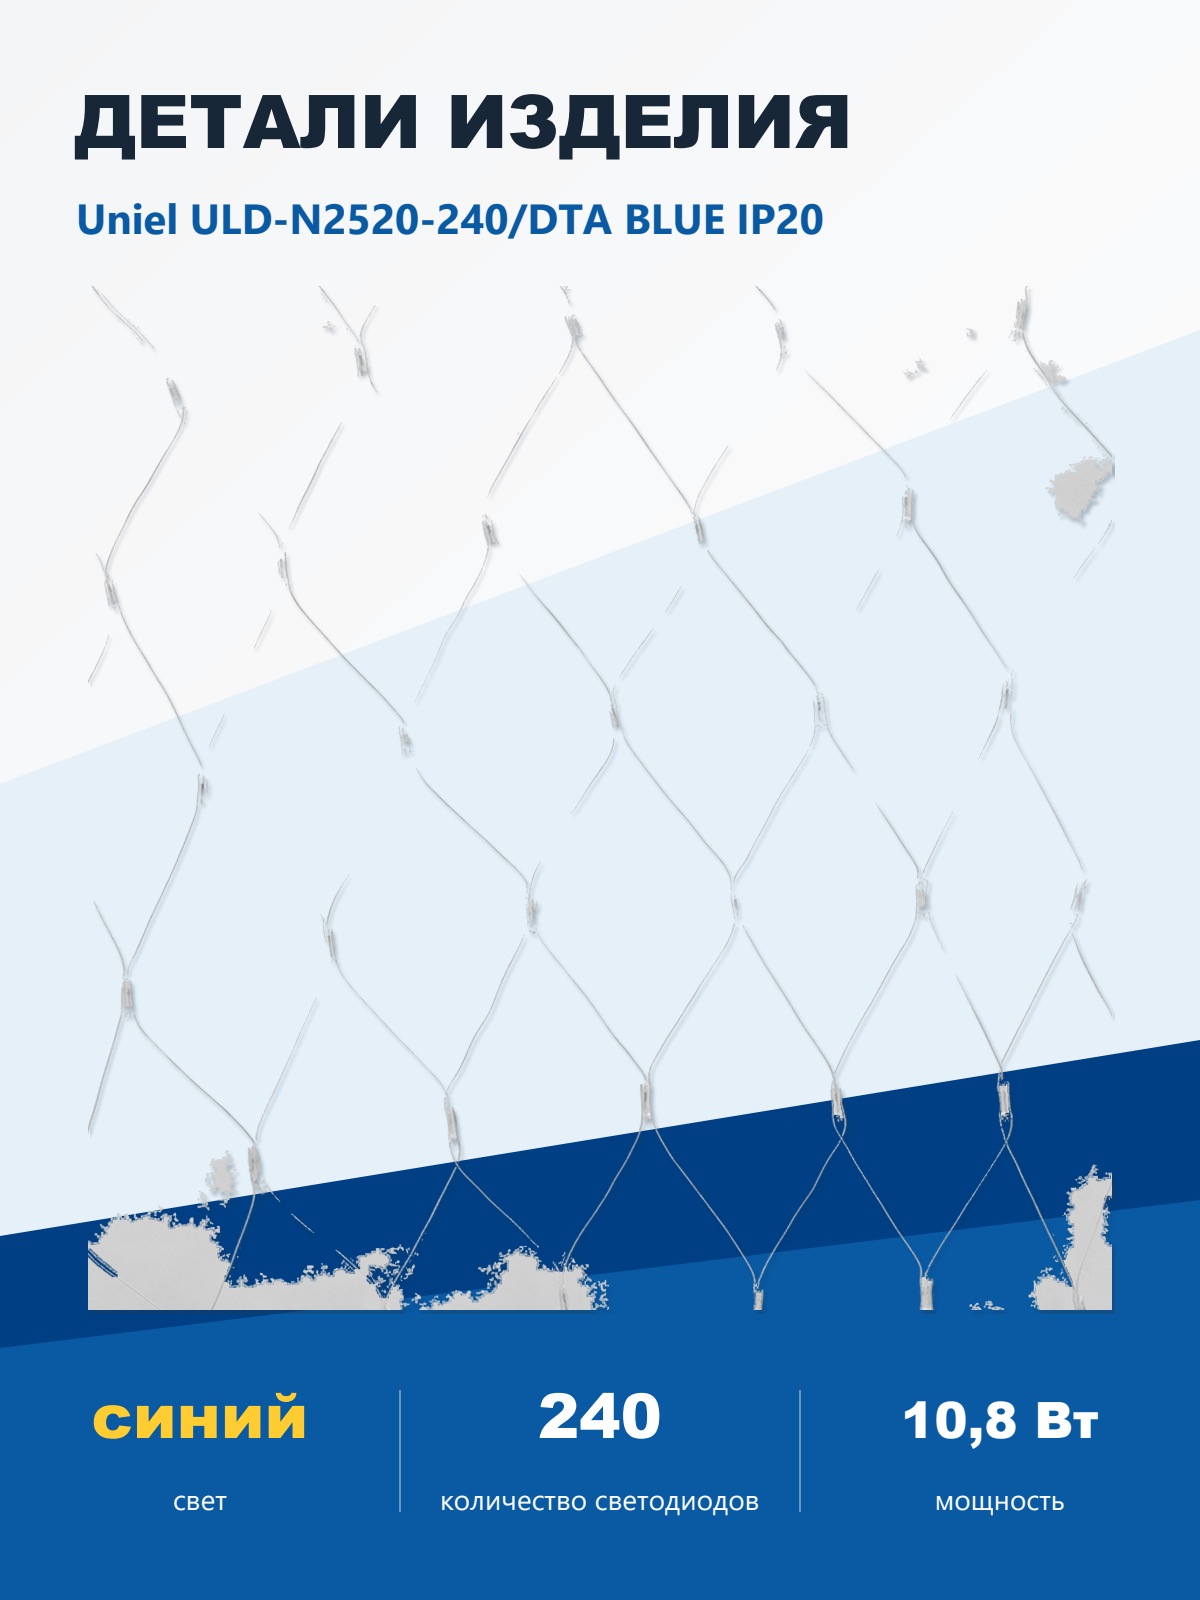 ДЕТАЛИ ИЗДЕЛИЯ
Uniel ULD-N2520-240/DTA BLUE IP20
синий
свет
240
количество светодиодов
10,8 Вт
мощность